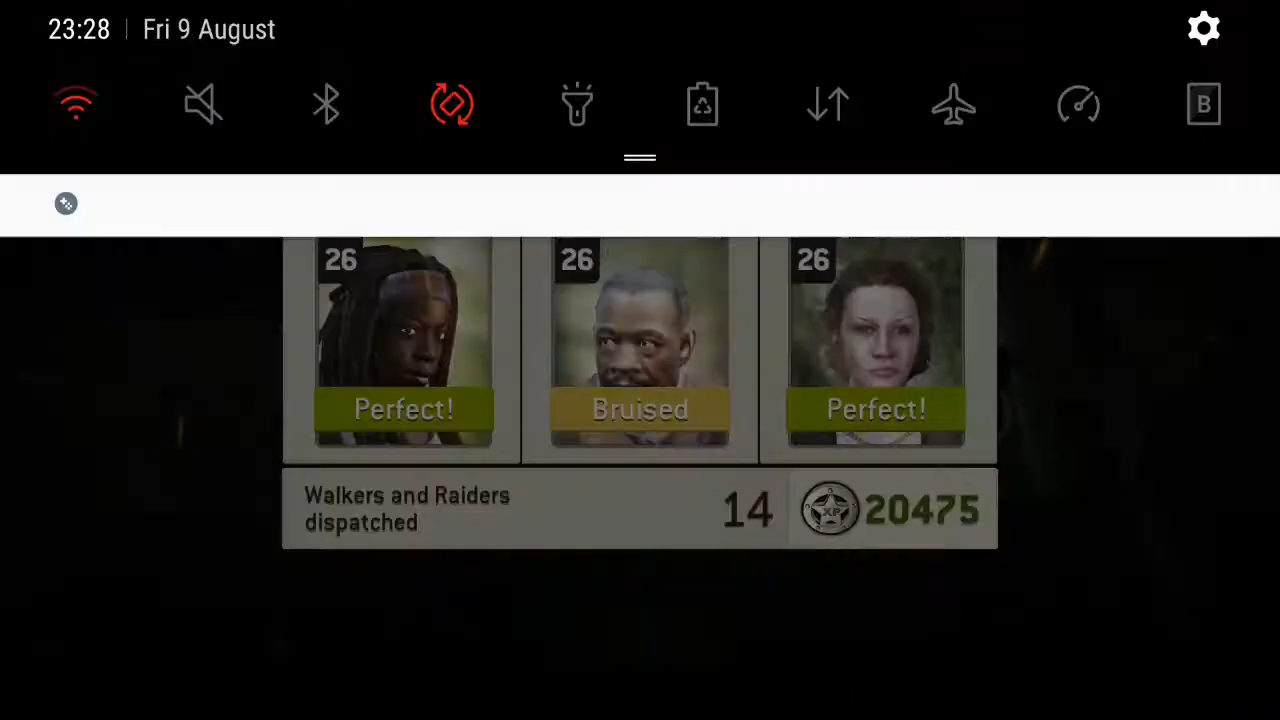 23:28 Fri 9 August
B
26 26 26
Perfect! Bruised Perfect!
Walkers and Raiders
dispatched
14 XP 20475